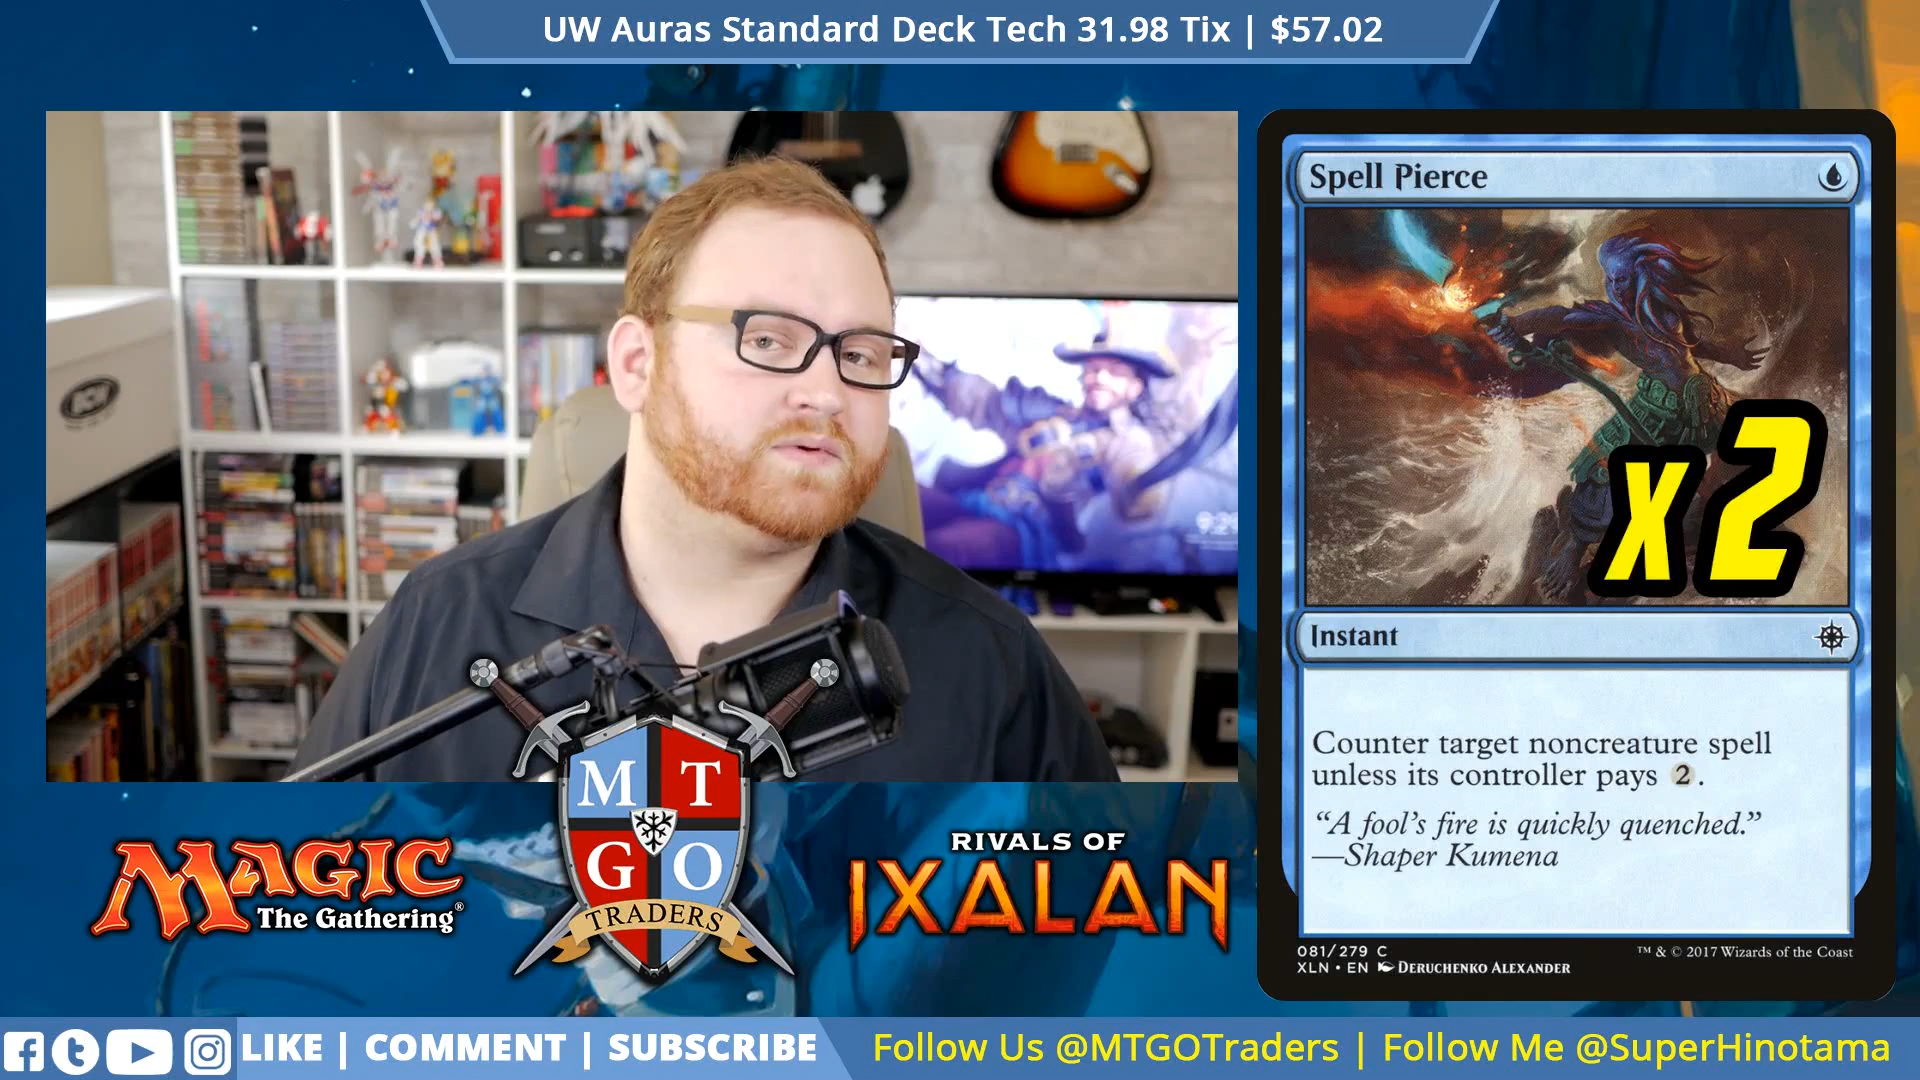 UW Auras Standard Deck Tech 31.98 Tix | $57.02
Spell Pierce
x2
Instant
Counter target noncreature spell
unless its controller pays 2.
“A fool's fire is quickly quenched.”
—Shaper Kumena
081/279 C
XLN • EN DERUCHENKO ALEXANDER
™ & © 2017 Wizards of the Coast
MAGIC
The Gathering®
M T
G O
TRADERS
RIVALS OF
IXALAN
LIKE | COMMENT | SUBSCRIBE
Follow Us @MTGOTraders | Follow Me @SuperHinotama